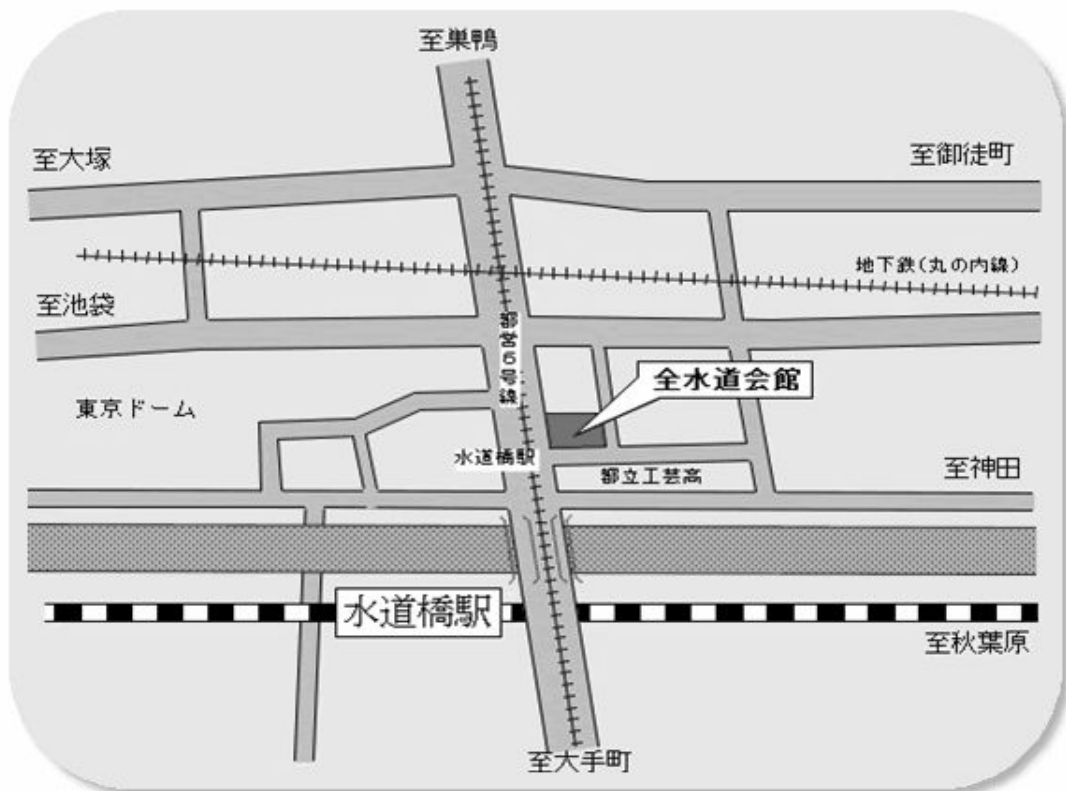 至巣鴨
至大塚
至御徒町
地下鉄(丸の内線)
至池袋
都営6号線
全水道会館
東京ドーム
水道橋駅
都立工芸高
至神田
水道橋駅
至秋葉原
至大手町